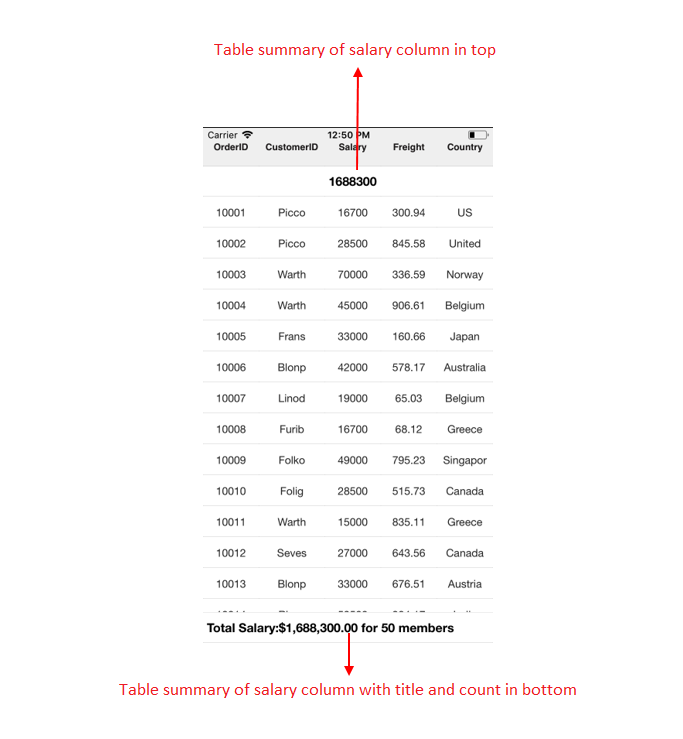 Table summary of salary column in top
Carrier 12:50 PM
OrderID CustomerID Salary Freight Country
1688300
10001 Picco 16700 300.94 US
10002 Picco 28500 845.58 United
10003 Warth 70000 336.59 Norway
10004 Warth 45000 906.61 Belgium
10005 Frans 33000 160.66 Japan
10006 Blonp 42000 578.17 Australia
10007 Linod 19000 65.03 Belgium
10008 Furib 16700 68.12 Greece
10009 Folko 49000 795.23 Singapor
10010 Folig 28500 515.73 Canada
10011 Warth 15000 835.11 Greece
10012 Seves 27000 643.56 Canada
10013 Blonp 33000 676.51 Austria
Total Salary:$1,688,300.00 for 50 members
Table summary of salary column with title and count in bottom